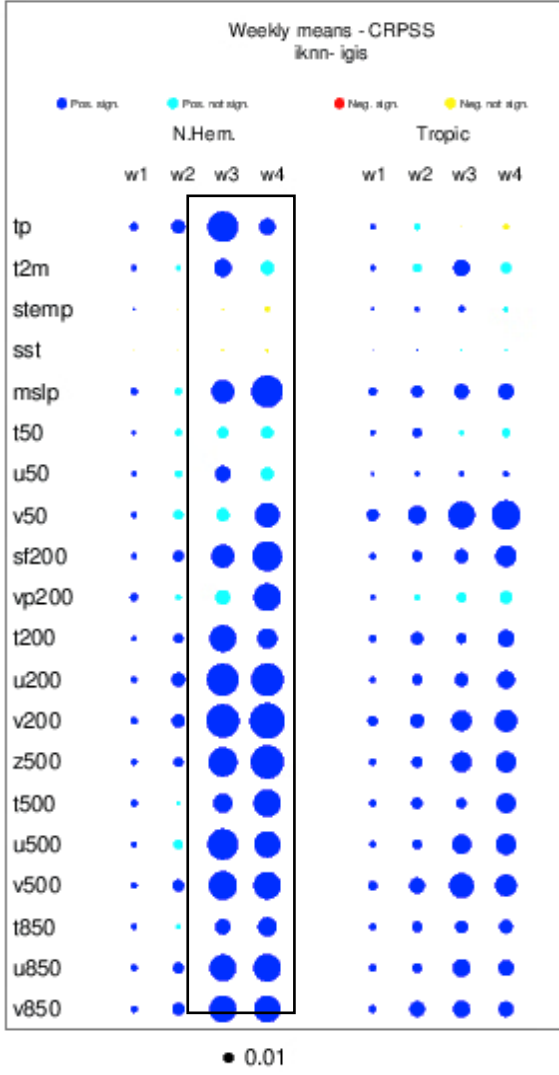 Weekly means - CRPSS
iknn- igis
Pos. sign. Pos. not sign. Neg. sign. Neg. not sign.
N.Hem. Tropic
w1 w2 w3 w4 w1 w2 w3 w4
tp
t2m
stemp
sst
mslp
t50
u50
v50
sf200
vp200
t200
u200
v200
z500
t500
u500
v500
t850
u850
v850
0.01